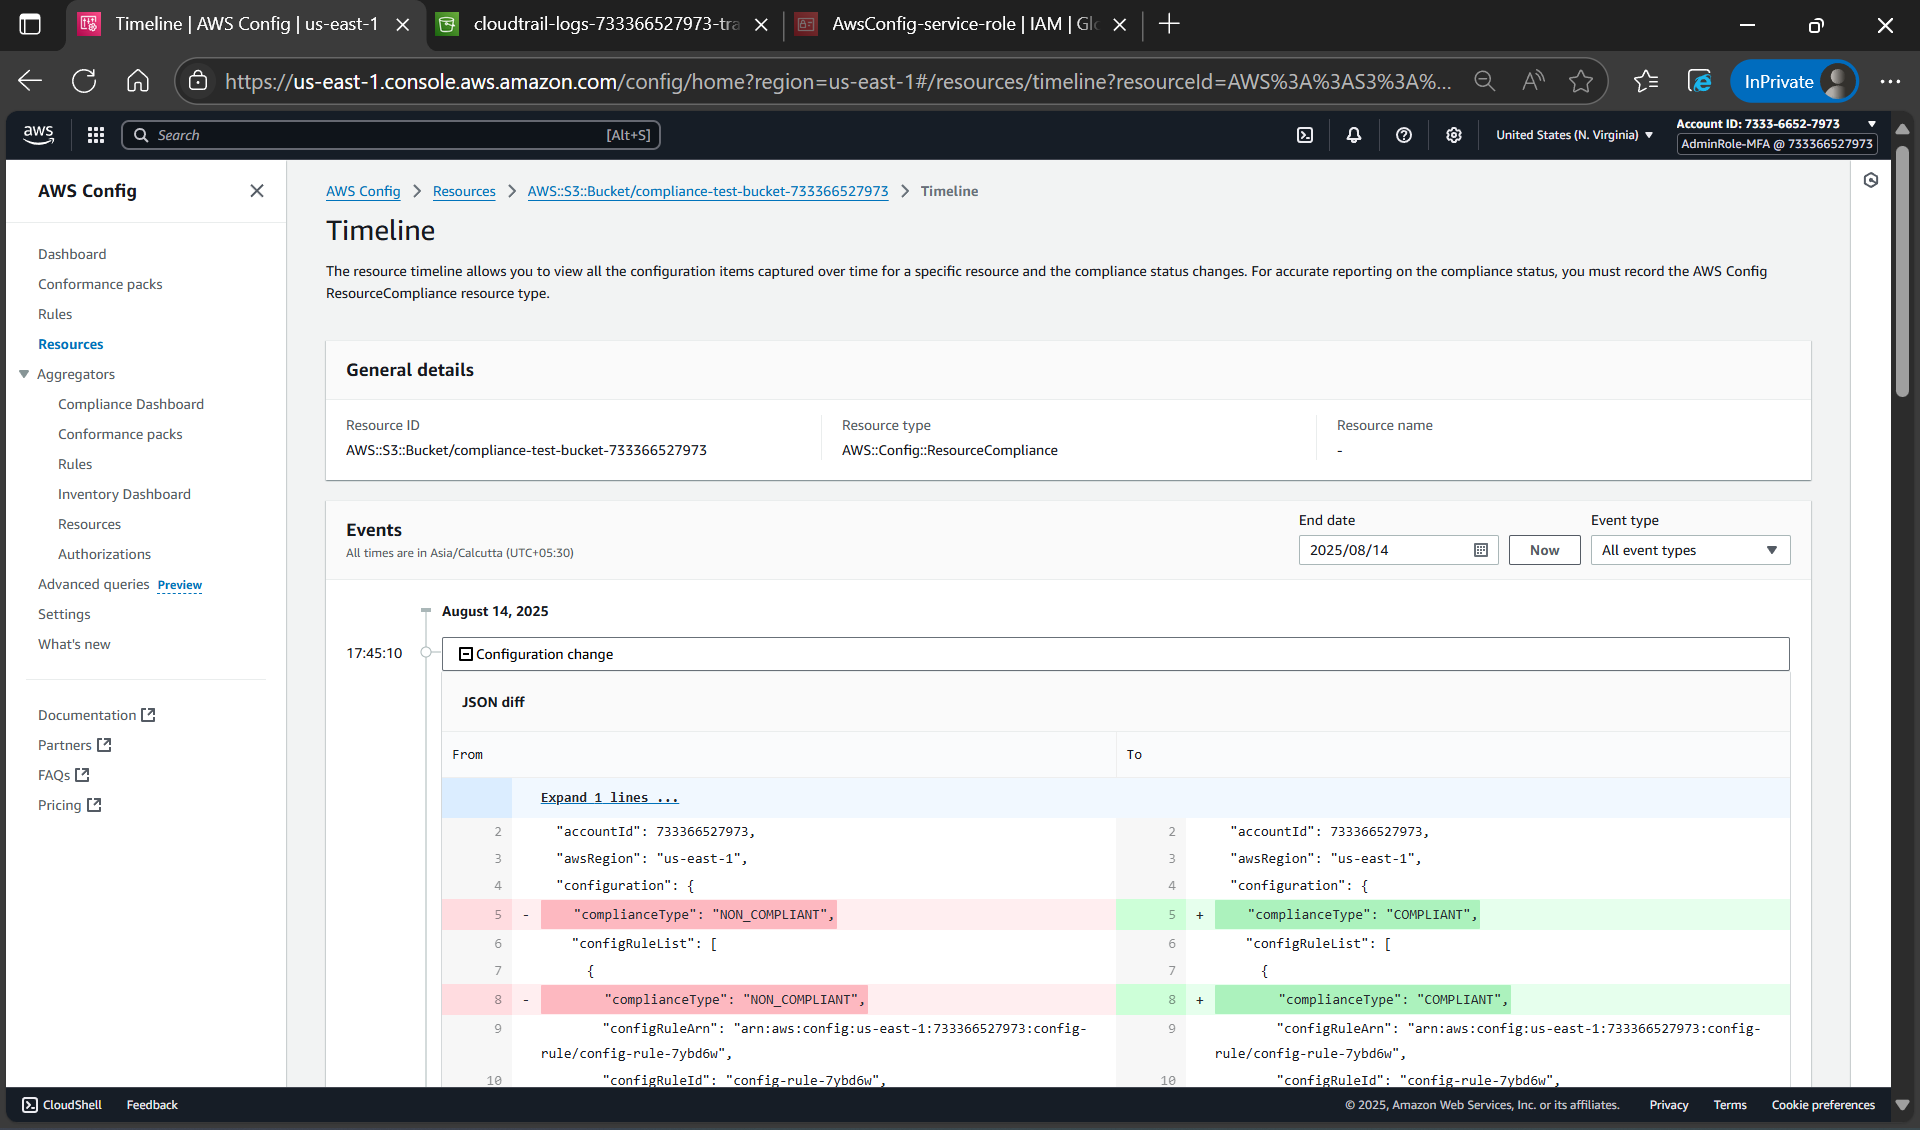 Timeline | AWS Config | us-east-1
cloudtrail-logs-733366527973-tra
AwsConfig-service-role | IAM | Glo
https://us-east-1.console.aws.amazon.com/config/home?region=us-east-1#/resources/timeline?resourceId=AWS%3A%3AS3%3A%...
InPrivate
aws
Search
[Alt+S]
United States (N. Virginia)
Account ID: 7333-6652-7973
AdminRole-MFA @ 733366527973
AWS Config
Dashboard
Conformance packs
Rules
Resources
Aggregators
Compliance Dashboard
Conformance packs
Rules
Inventory Dashboard
Resources
Authorizations
Advanced queries Preview
Settings
What's new
Documentation
Partners
FAQs
Pricing
AWS Config > Resources > AWS::S3::Bucket/compliance-test-bucket-733366527973 > Timeline
Timeline
The resource timeline allows you to view all the configuration items captured over time for a specific resource and the compliance status changes. For accurate reporting on the compliance status, you must record the AWS Config
ResourceCompliance resource type.
General details
Resource ID
AWS::S3::Bucket/compliance-test-bucket-733366527973
Resource type
AWS::Config::ResourceCompliance
Resource name
-
Events
All times are in Asia/Calcutta (UTC+05:30)
End date
2025/08/14
Now
Event type
All event types
August 14, 2025
17:45:10
Configuration change
JSON diff
From
To
Expand 1 lines ...
2 "accountId": 733366527973, 2 "accountId": 733366527973,
3 "awsRegion": "us-east-1", 3 "awsRegion": "us-east-1",
4 "configuration": { 4 "configuration": {
5 - "complianceType": "NON_COMPLIANT", 5 + "complianceType": "COMPLIANT",
6 "configRuleList": [ 6 "configRuleList": [
7 { 7 {
8 - "complianceType": "NON_COMPLIANT", 8 + "complianceType": "COMPLIANT",
9 "configRuleArn": "arn:aws:config:us-east-1:733366527973:config- 9 "configRuleArn": "arn:aws:config:us-east-1:733366527973:config-
rule/config-rule-7ybd6w", rule/config-rule-7ybd6w",
10 "configRuleId": "config-rule-7ybd6w", 10 "configRuleId": "config-rule-7ybd6w",
CloudShell
Feedback
© 2025, Amazon Web Services, Inc. or its affiliates.
Privacy
Terms
Cookie preferences